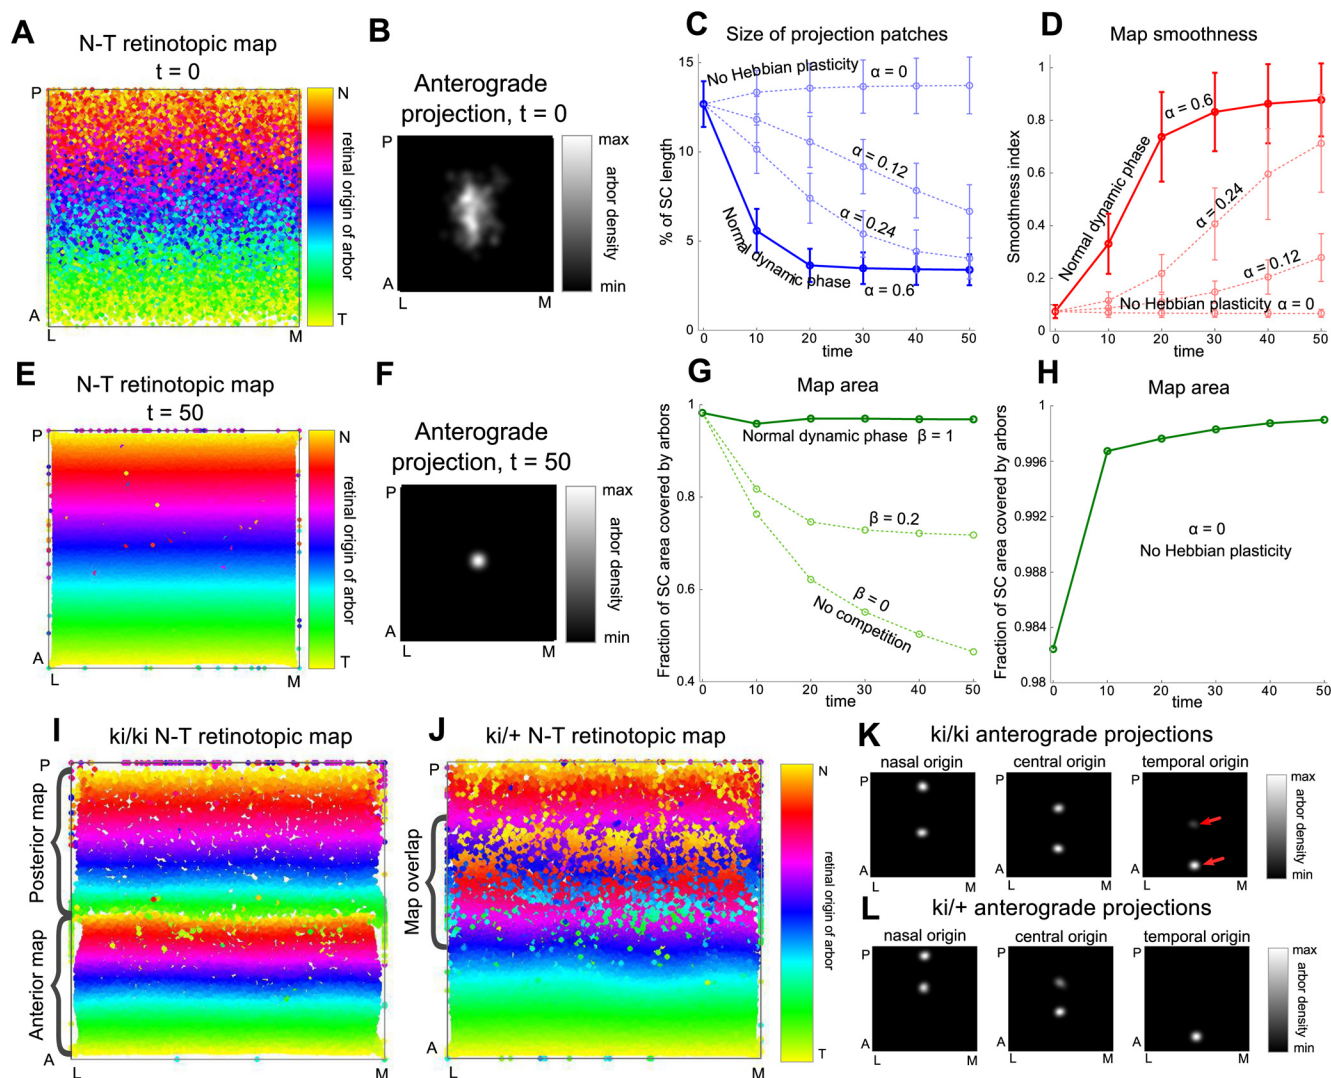 A
N-T retinotopic map
t = 0
P
A
L
M
N
retinal origin of arbor
T
B
Anterograde
projection, t = 0
P
A
L
M
max
arbor density
min
C
Size of projection patches
% of SC length
15
10
5
0
No Hebbian plasticity
α = 0
α = 0.12
α = 0.24
Normal dynamic phase
α = 0.6
0 10 20 30 40 50
time
D
Map smoothness
Smoothness index
1
0.8
0.6
0.4
0.2
0
Normal dynamic phase
α = 0.6
α = 0.24
α = 0.12
No Hebbian plasticity α = 0
0 10 20 30 40 50
time
E
N-T retinotopic map
t = 50
P
A
L
M
N
retinal origin of arbor
T
F
Anterograde
projection, t = 50
P
A
L
M
max
arbor density
min
G
Map area
Fraction of SC area covered by arbors
1
0.8
0.6
0.4
Normal dynamic phase β = 1
β = 0.2
β = 0
No competition
0 10 20 30 40 50
time
H
Map area
Fraction of SC area covered by arbors
1
0.996
0.992
0.988
0.984
0.98
α = 0
No Hebbian plasticity
0 10 20 30 40 50
time
I
ki/ki N-T retinotopic map
P
Posterior map
Anterior map
A
L
M
J
ki/+ N-T retinotopic map
P
Map overlap
A
L
M
N
retinal origin of arbor
T
K
ki/ki anterograde projections
nasal origin
central origin
temporal origin
P
A
L
M
P
A
L
M
P
A
L
M
max
arbor density
min
L
ki/+ anterograde projections
nasal origin
central origin
temporal origin
P
A
L
M
P
A
L
M
P
A
L
M
max
arbor density
min